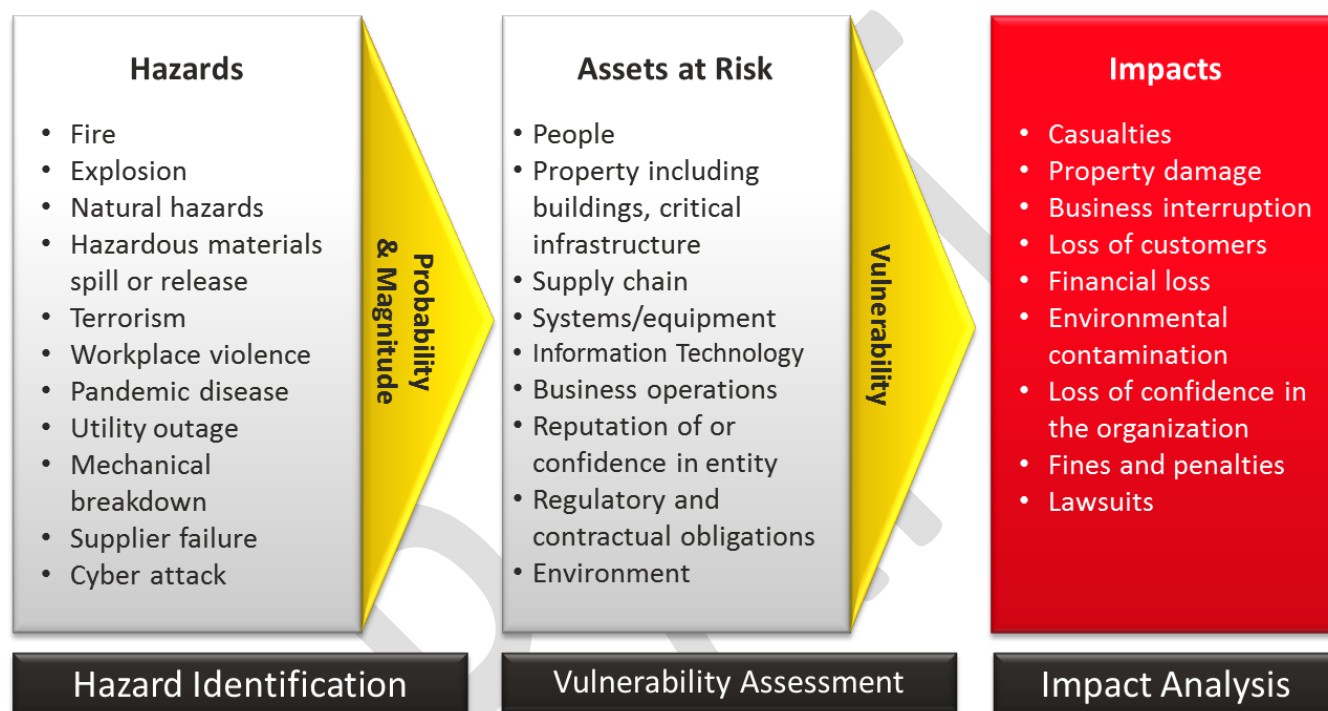 Hazards
• Fire
• Explosion
• Natural hazards
• Hazardous materials
spill or release
• Terrorism
• Workplace violence
• Pandemic disease
• Utility outage
• Mechanical
breakdown
• Supplier failure
• Cyber attack
Probability
& Magnitude
Assets at Risk
• People
• Property including
buildings, critical
infrastructure
• Supply chain
• Systems/equipment
• Information Technology
• Business operations
• Reputation of or
confidence in entity
• Regulatory and
contractual obligations
• Environment
Vulnerability
Impacts
• Casualties
• Property damage
• Business interruption
• Loss of customers
• Financial loss
• Environmental
contamination
• Loss of confidence in
the organization
• Fines and penalties
• Lawsuits
Hazard Identification
Vulnerability Assessment
Impact Analysis